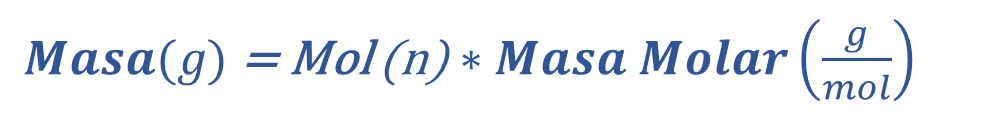 Masa(g) = Mol(n) * Masa Molar (g/mol)